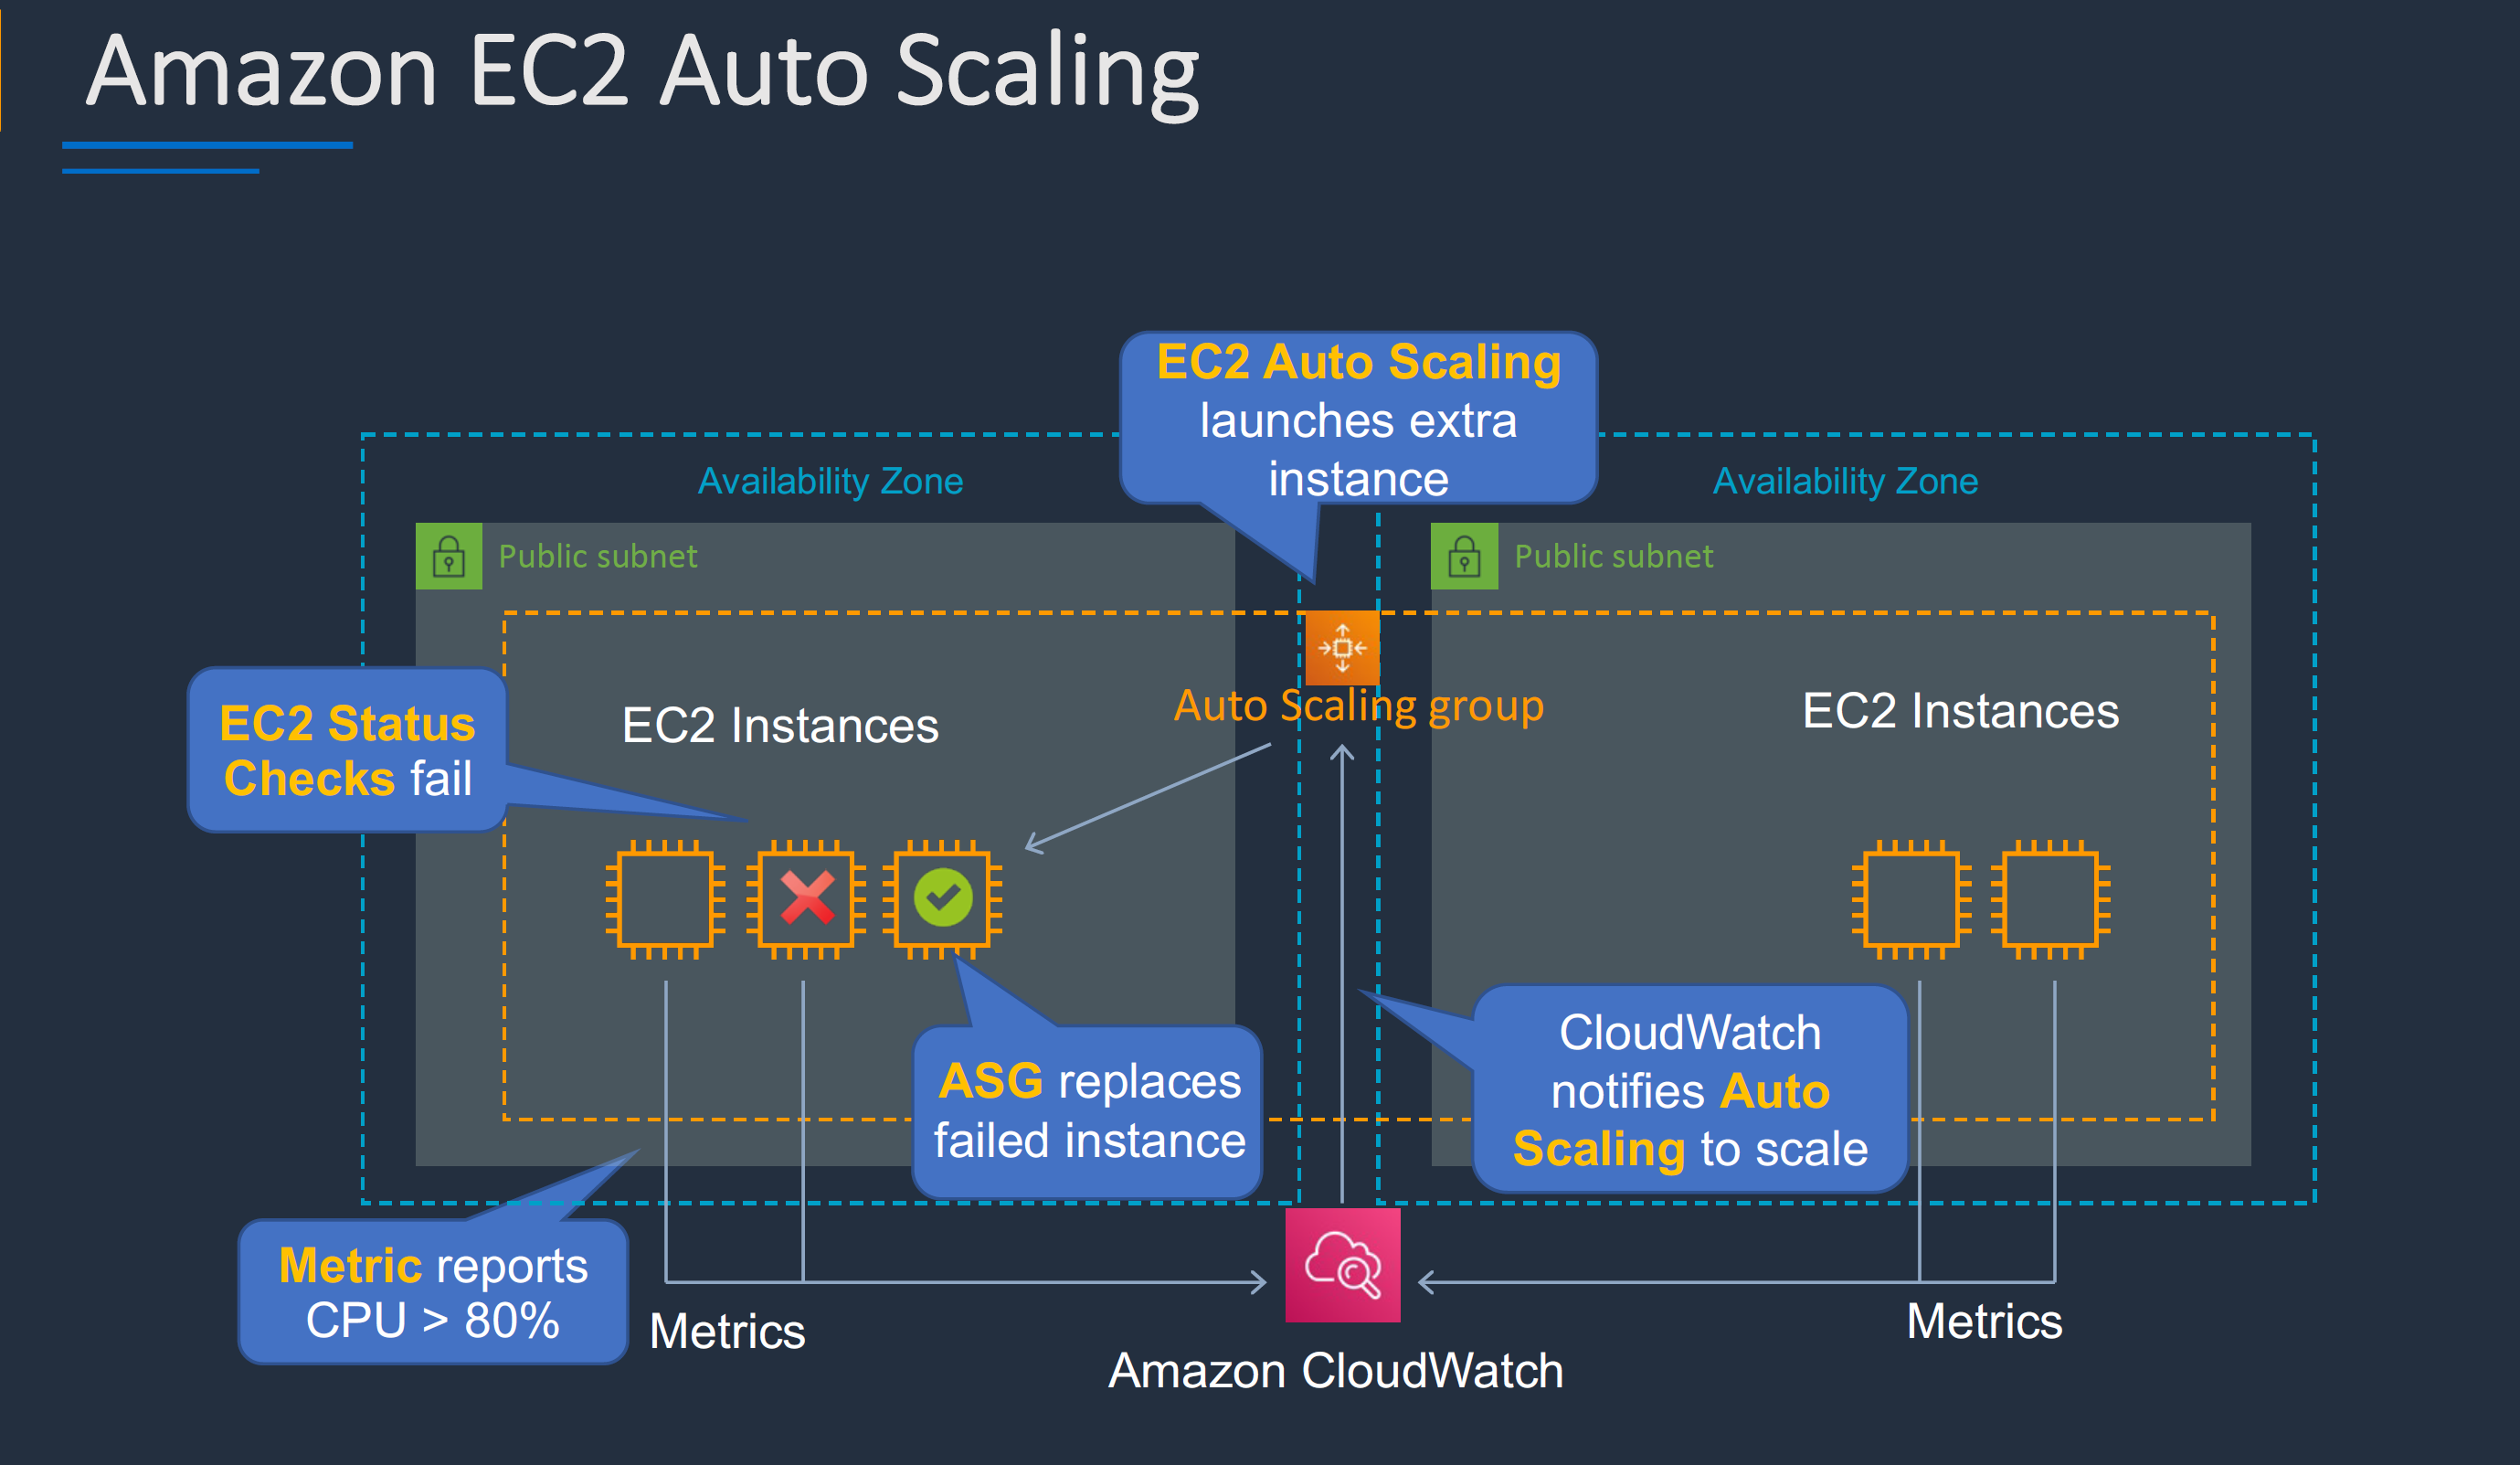 Amazon EC2 Auto Scaling
EC2 Auto Scaling
launches extra
instance
Availability Zone
Availability Zone
Public subnet
Public subnet
Auto Scaling group
EC2 Status
Checks fail
EC2 Instances
EC2 Instances
ASG replaces
failed instance
CloudWatch
notifies Auto
Scaling to scale
Metric reports
CPU > 80%
Metrics
Metrics
Amazon CloudWatch